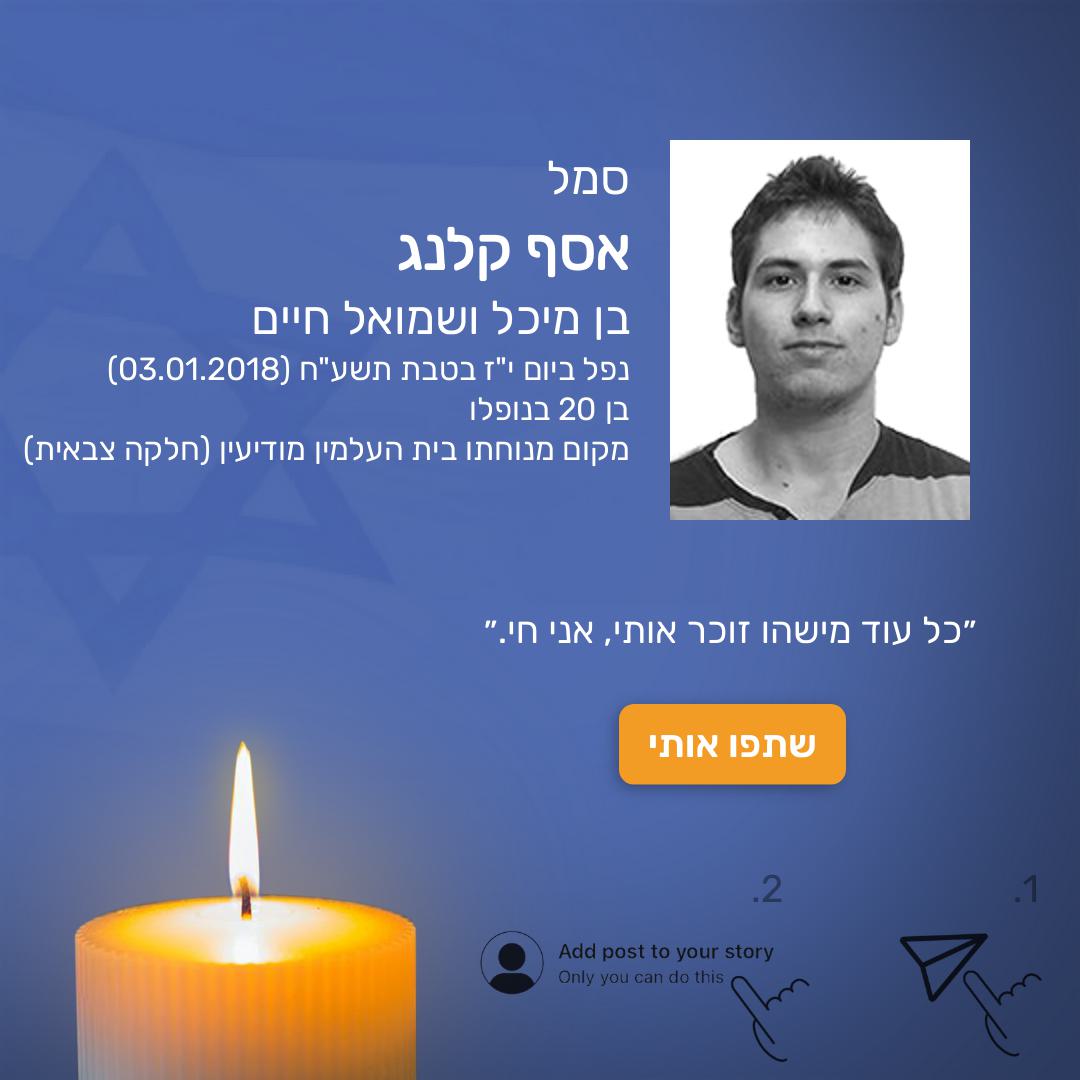 סמל
אסף קלנג
בן מיכל ושמואל חיים
נפל ביום י"ז בטבת תשע"ח (03.01.2018)
בן 20 בנופלו
מקום מנוחתו בית העלמין מודיעין (חלקה צבאית)
״כל עוד מישהו זוכר אותי, אני חי.״
שתפו אותי
1.
2.
Add post to your story
Only you can do this